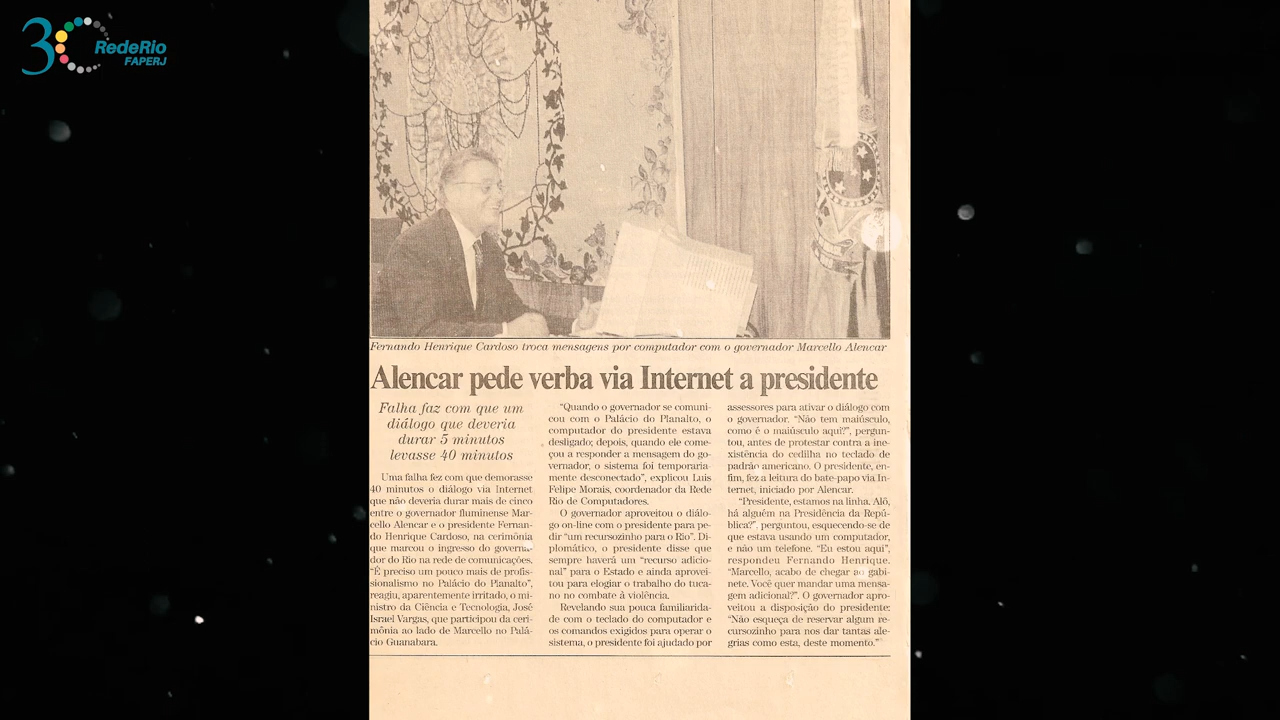 30 RedeRio
FAPERJ
Fernando Henrique Cardoso troca mensagens por computador com o governador Marcello Alencar
Alencar pede verba via Internet a presidente
Falha faz com que um
diálogo que deveria
durar 5 minutos
levasse 40 minutos
Uma falha fez com que demorasse
40 minutos o diálogo via Internet
que não deveria durar mais de cinco
entre o governador fluminense Mar-
cello Alencar e o presidente Fernan-
do Henrique Cardoso, na cerimônia
que marcou o ingresso do governa-
dor do Rio na rede de comunicações.
“É preciso um pouco mais de profis-
sionalismo no Palácio do Planalto”,
reagiu, aparentemente irritado, o mi-
nistro da Ciência e Tecnologia, José
Israel Vargas, que participou da ceri-
mônia ao lado de Marcello no Palá-
cio Guanabara.
“Quando o governador se comuni-
cou com o Palácio do Planalto, o
computador do presidente estava
desligado; depois, quando ele come-
çou a responder a mensagem do go-
vernador, o sistema foi temporaria-
mente desconectado”, explicou Luis
Felipe Morais, coordenador da Rede
Rio de Computadores.
O governador aproveitou o diálo-
go on-line com o presidente para pe-
dir “um recursozinho para o Rio”. Di-
plomático, o presidente disse que
sempre haverá um “recurso adicio-
nal” para o Estado e ainda aprovei-
tou para elogiar o trabalho do tuca-
no no combate à violência.
Revelando sua pouca familiarida-
de com o teclado do computador e
os comandos exigidos para operar o
sistema, o presidente foi ajudado por
assessores para ativar o diálogo com
o governador. “Não tem maiúsculo,
como é o maiúsculo aqui?”, pergun-
tou, antes de protestar contra a ine-
xistência do cedilha no teclado de
padrão americano. O presidente, en-
fim, fez a leitura do bate-papo via In-
ternet, iniciado por Alencar.
“Presidente, estamos na linha. Alô,
há alguém na Presidência da Repú-
blica?”, perguntou, esquecendo-se de
que estava usando um computador,
e não um telefone. “Eu estou aqui”,
respondeu Fernando Henrique.
“Marcello, acabo de chegar ao gabi-
nete. Você quer mandar uma mensa-
gem adicional?”. O governador apro-
veitou a disposição do presidente:
“Não esqueça de reservar algum re-
cursozinho para nos dar tantas ale-
grias como esta, deste momento.”